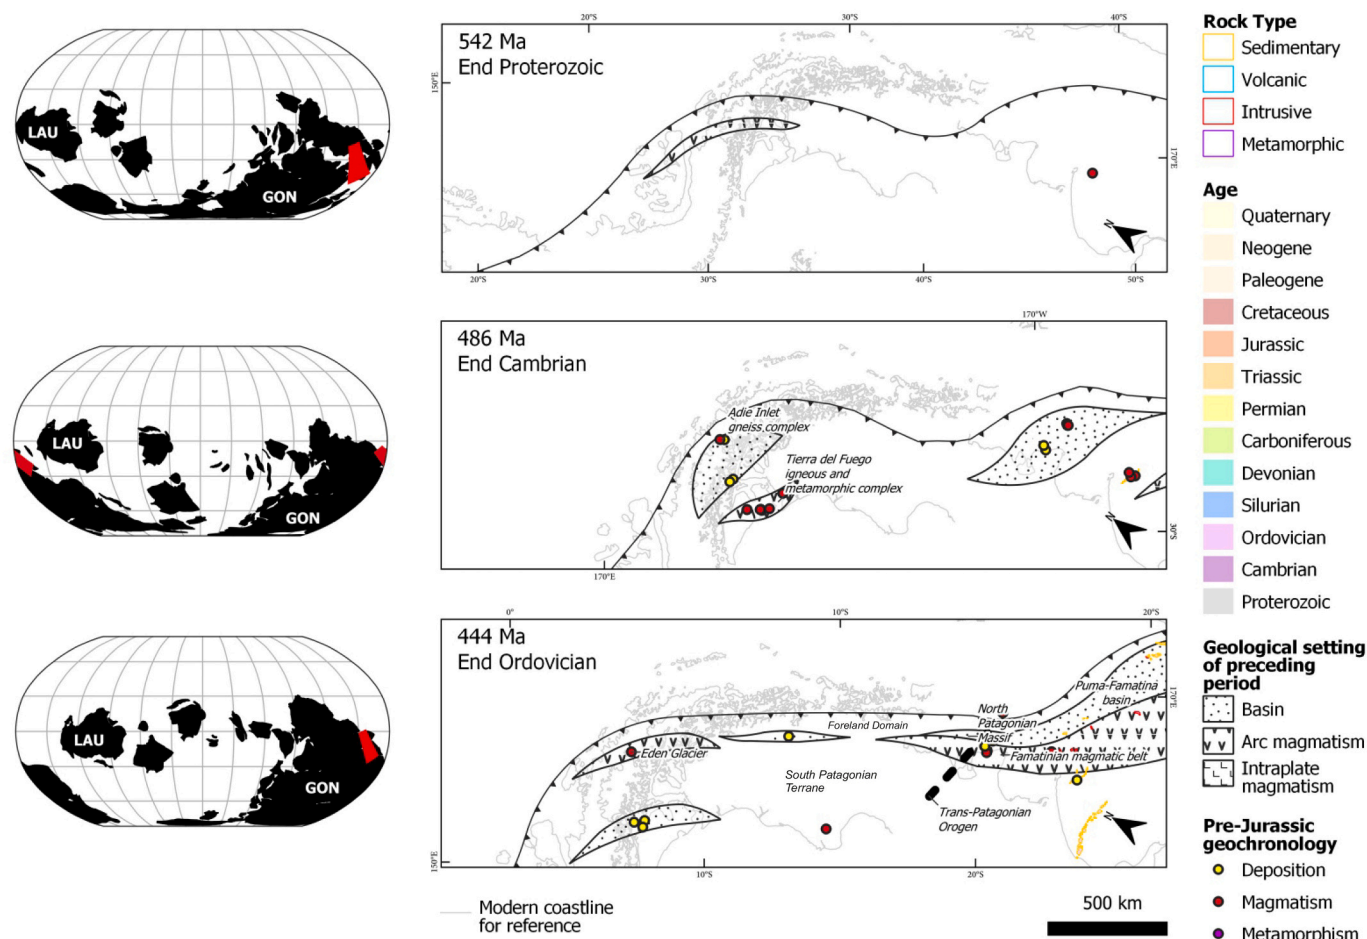 LAU
GON
542 Ma
End Proterozoic
20°S
30°S
40°S
150°E
170°E
N
20°S
30°S
40°S
50°S
LAU
GON
486 Ma
End Cambrian
170°W
Adie Inlet
gneiss complex
Tierra del Fuego
igneous and
metamorphic complex
N
30°S
170°E
LAU
GON
444 Ma
End Ordovician
0°
10°S
20°S
170°E
Puma-Famatina
basin
North
Patagonian
Massif
Foreland Domain
Eden Glacier
Famatinian magmatic belt
South Patagonian
Terrane
Trans-Patagonian
Orogen
N
150°E
10°S
20°S
Modern coastline
for reference
500 km
Rock Type
Sedimentary
Volcanic
Intrusive
Metamorphic
Age
Quaternary
Neogene
Paleogene
Cretaceous
Jurassic
Triassic
Permian
Carboniferous
Devonian
Silurian
Ordovician
Cambrian
Proterozoic
Geological setting
of preceding
period
Basin
Arc magmatism
Intraplate
magmatism
Pre-Jurassic
geochronology
Deposition
Magmatism
Metamorphism